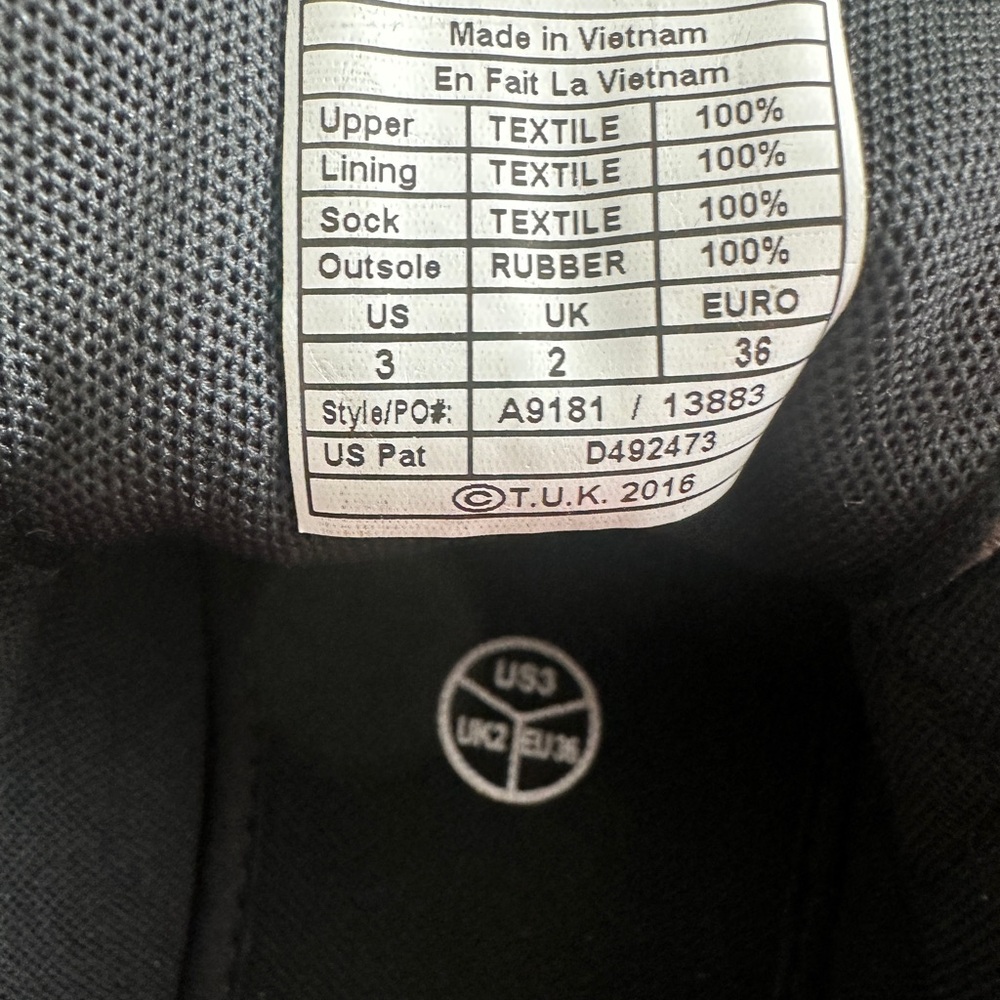 Made in Vietnam
En Fait La Vietnam
Upper TEXTILE 100%
Lining TEXTILE 100%
Sock TEXTILE 100%
Outsole RUBBER 100%
US UK EURO
3 2 36
Style/PO#: A9181 / 13883
US Pat D492473
©T.U.K. 2016
US3
UK2 EU36